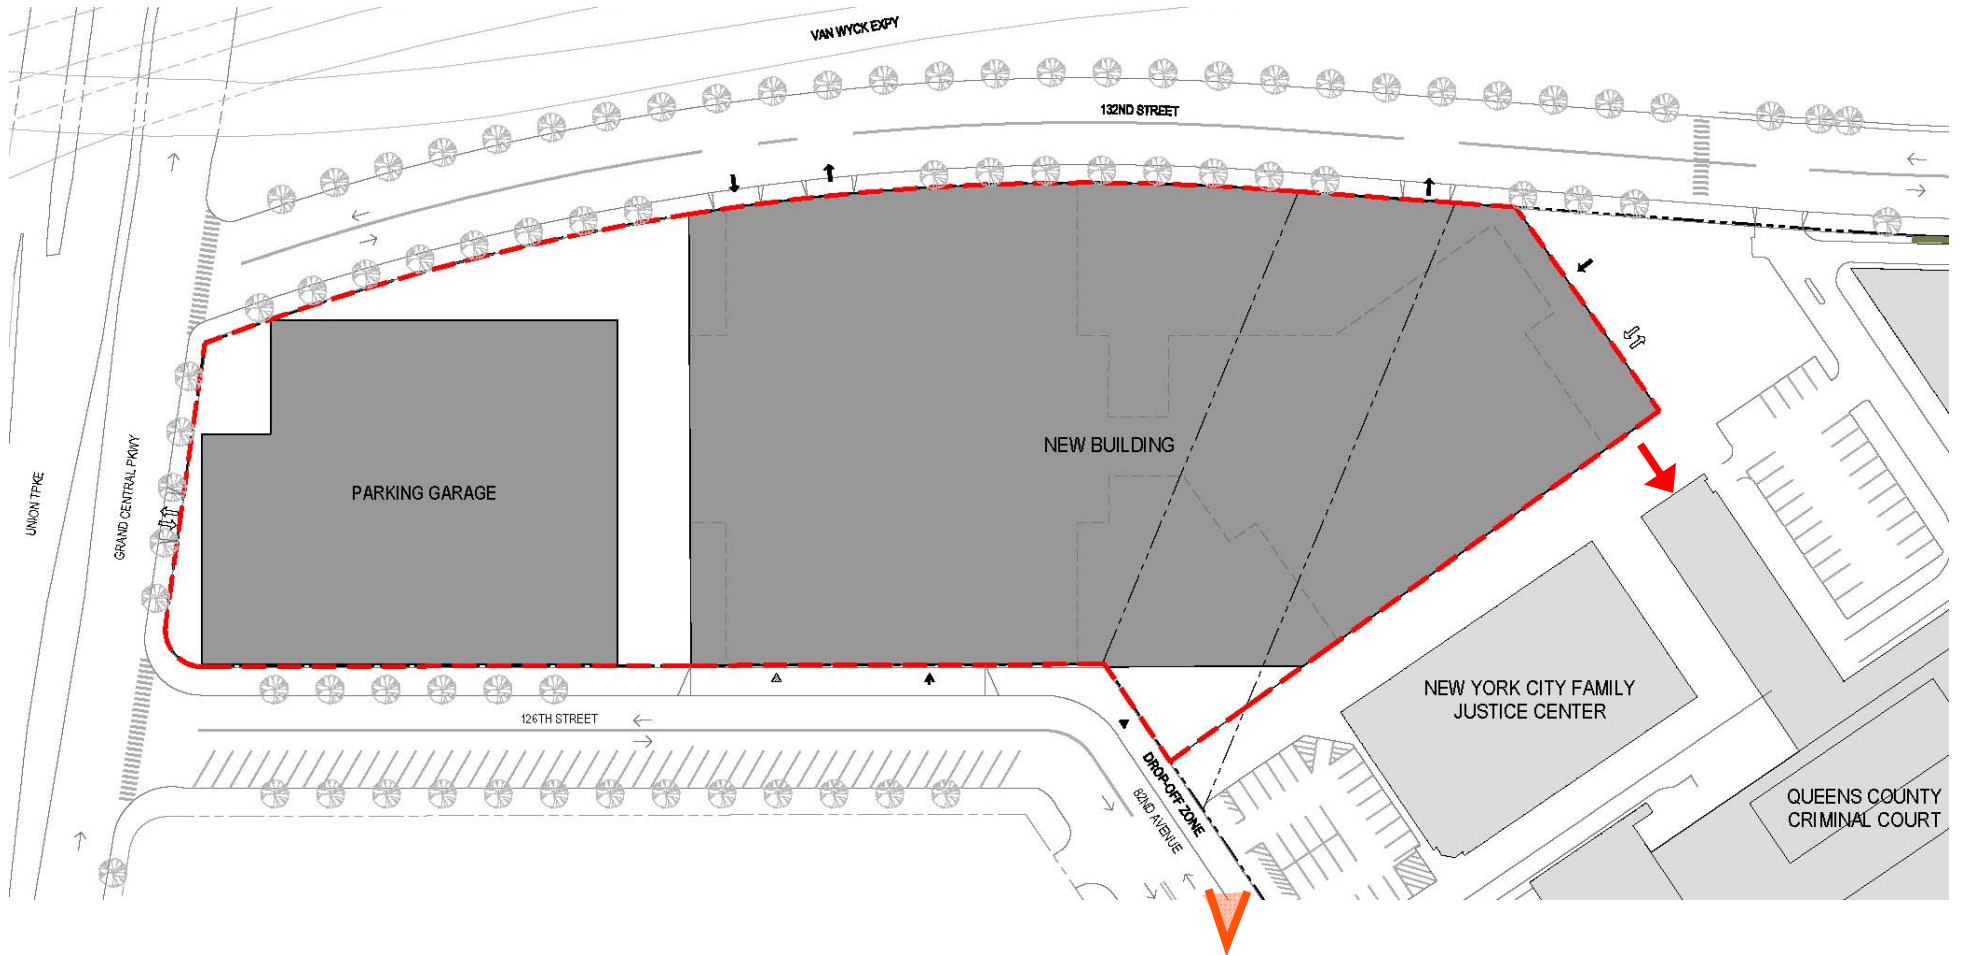 VAN WYCK EXPY
132ND STREET
NEW BUILDING
PARKING GARAGE
GRAND CENTRAL PKWY
UNION TPKE
126TH STREET
DROP-OFF ZONE
82ND AVENUE
NEW YORK CITY FAMILY
JUSTICE CENTER
QUEENS COUNTY
CRIMINAL COURT